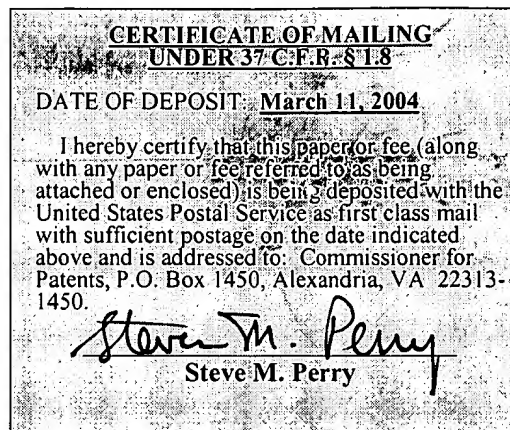 CERTIFICATE OF MAILING
UNDER 37 C.F.R. § 1.8
DATE OF DEPOSIT: March 11, 2004
I hereby certify that this paper or fee (along
with any paper or fee referred to as being
attached or enclosed) is being deposited with the
United States Postal Service as first class mail
with sufficient postage on the date indicated
above and is addressed to: Commissioner for
Patents, P.O. Box 1450, Alexandria, VA 22313-
1450.
Steven M. Perry
Steve M. Perry